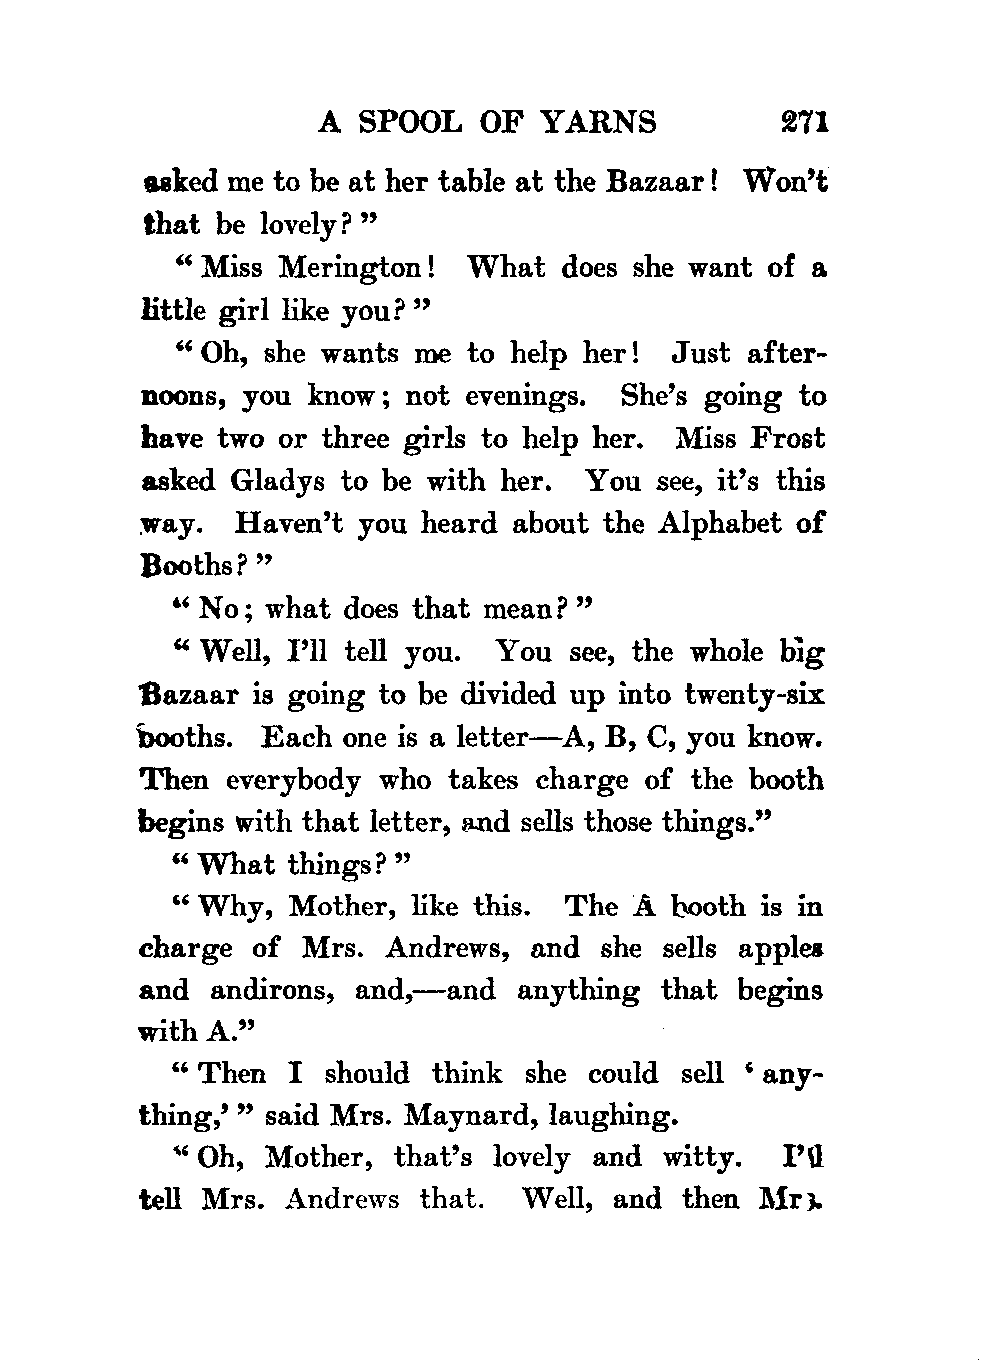 A SPOOL OF YARNS 271
asked me to be at her table at the Bazaar! Won't
that be lovely?"
"Miss Merington! What does she want of a
little girl like you?"
"Oh, she wants me to help her! Just after-
noons, you know; not evenings. She's going to
have two or three girls to help her. Miss Frost
asked Gladys to be with her. You see, it's this
way. Haven't you heard about the Alphabet of
Booths?"
"No; what does that mean?"
"Well, I'll tell you. You see, the whole big
Bazaar is going to be divided up into twenty-six
booths. Each one is a letter—A, B, C, you know.
Then everybody who takes charge of the booth
begins with that letter, and sells those things."
"What things?"
"Why, Mother, like this. The A booth is in
charge of Mrs. Andrews, and she sells apples
and andirons, and,—and anything that begins
with A."
"Then I should think she could sell 'any-
thing,'" said Mrs. Maynard, laughing.
"Oh, Mother, that's lovely and witty. I'll
tell Mrs. Andrews that. Well, and then Mrs.